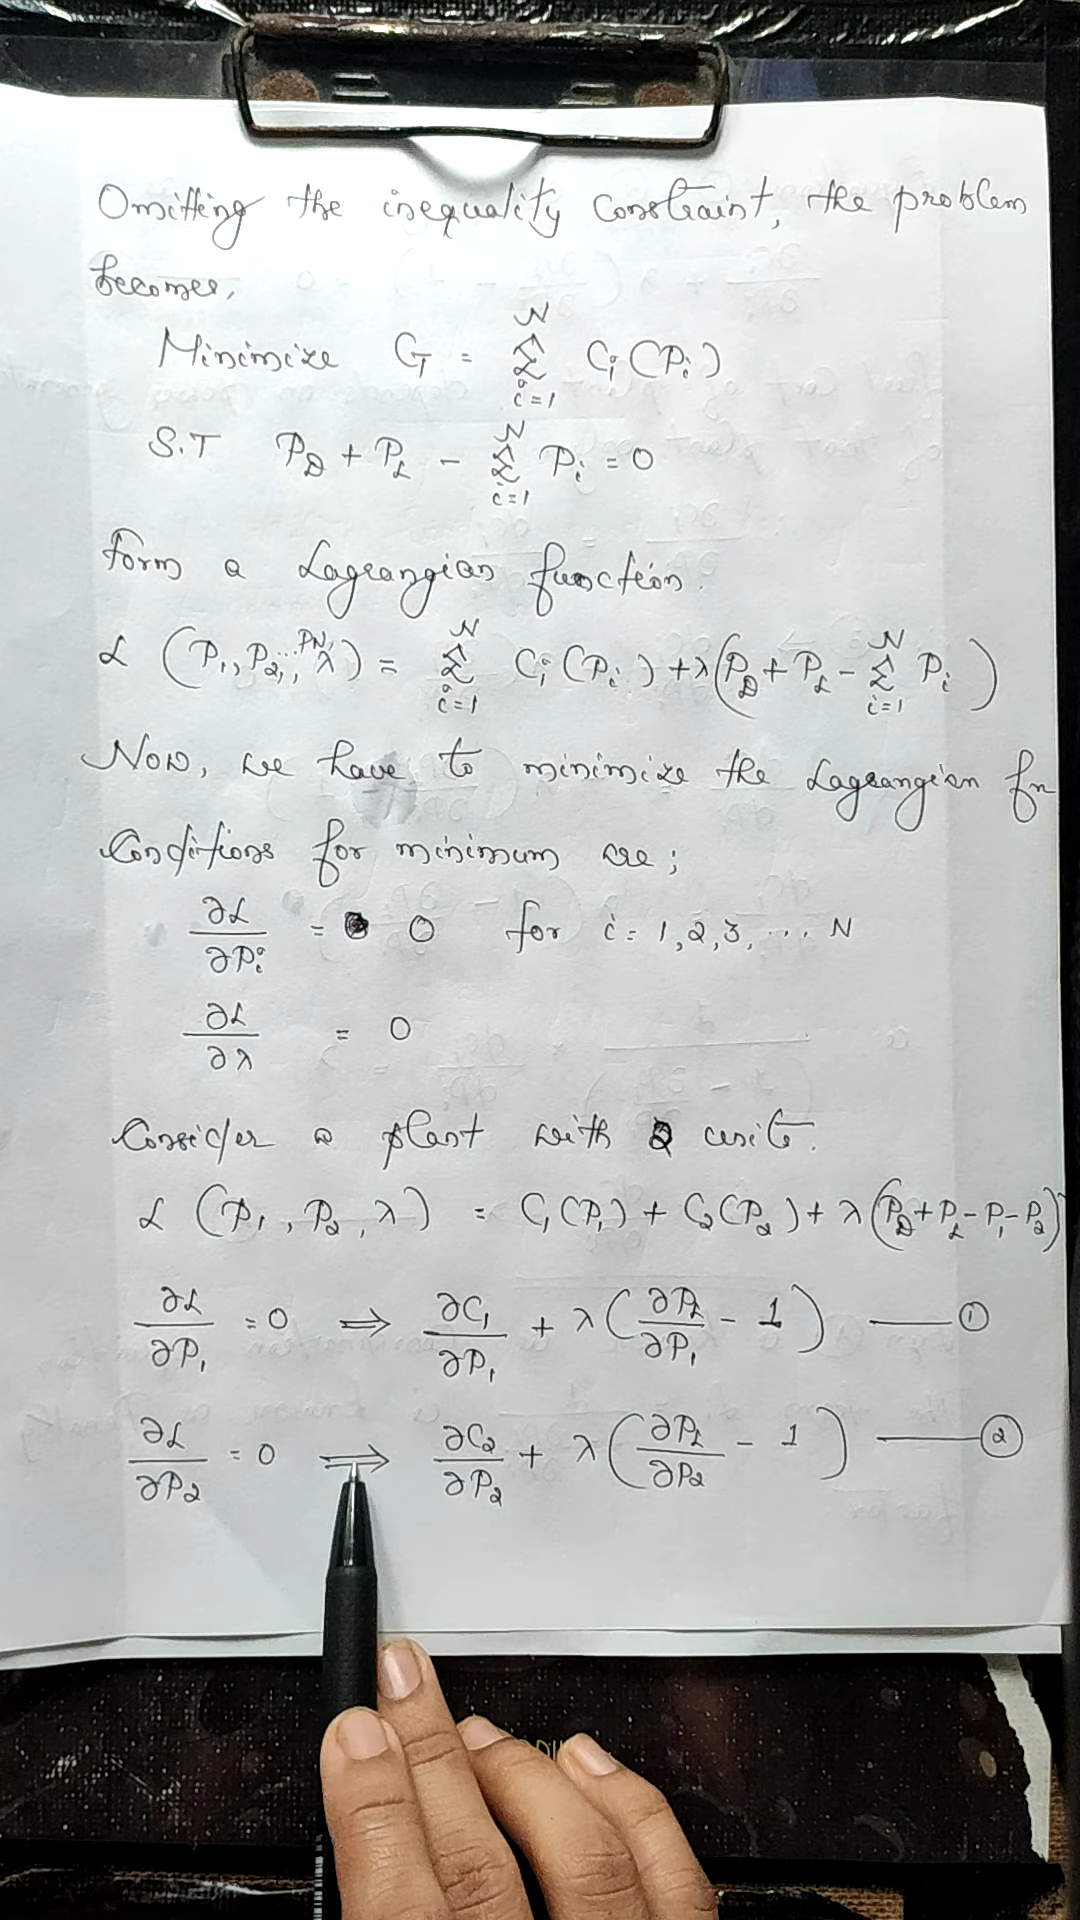 Omitting the inequality constraint, the problem
becomes,
Minimize C_T = Σ_{i=1}^{N} C_i (P_i)
S.T P_D + P_L - Σ_{i=1}^{N} P_i = 0
form a Lagrangian function.
L (P_1, P_2, ... P_N, λ) = Σ_{i=1}^{N} C_i (P_i) + λ(P_D + P_L - Σ_{i=1}^{N} P_i)
Now, we have to minimize the Lagrangian fn
Conditions for minimum are;
∂L/∂P_i = 0 for i = 1, 2, 3, ... N
∂L/∂λ = 0
Consider a plant with 2 units.
L (P_1, P_2, λ) = C_1(P_1) + C_2(P_2) + λ(P_D + P_L - P_1 - P_2)
∂L/∂P_1 = 0 ⇒ ∂C_1/∂P_1 + λ(∂P_L/∂P_1 - 1) —— ①
∂L/∂P_2 = 0 ⇒ ∂C_2/∂P_2 + λ(∂P_L/∂P_2 - 1) —— ②